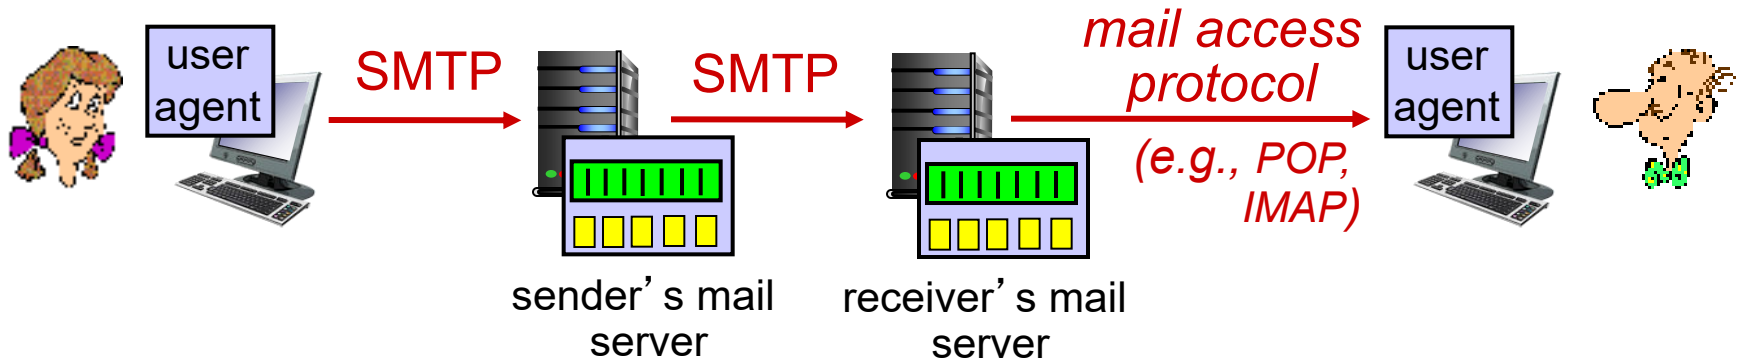 user
agent
SMTP
SMTP
mail access
protocol
(e.g., POP,
IMAP)
user
agent
sender’s mail
server
receiver’s mail
server